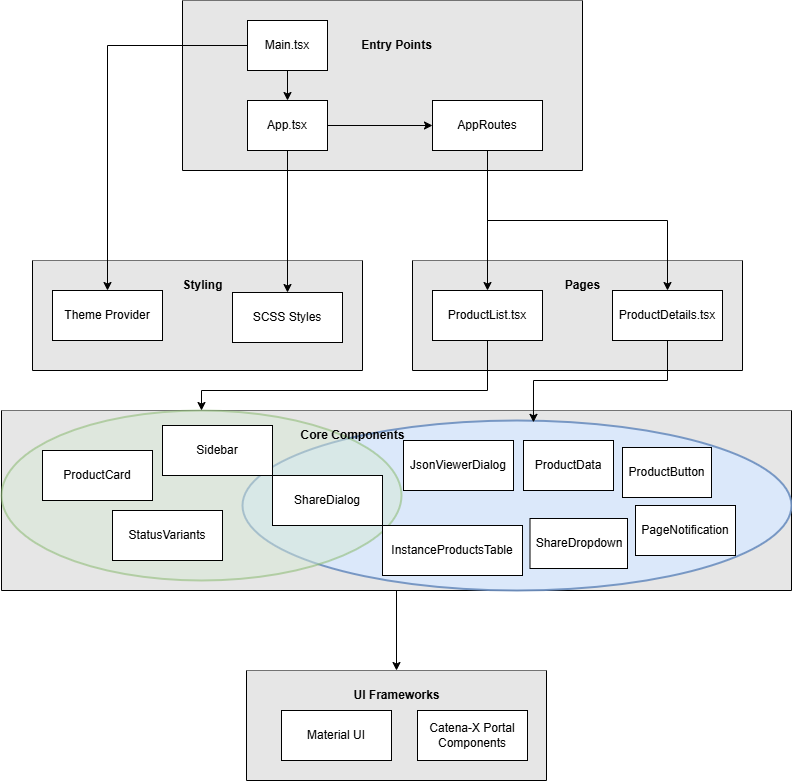 Main.tsx
Entry Points
App.tsx
AppRoutes
Styling
Theme Provider
SCSS Styles
Pages
ProductList.tsx
ProductDetails.tsx
Core Components
Sidebar
ProductCard
ShareDialog
StatusVariants
JsonViewerDialog
ProductData
ProductButton
InstanceProductsTable
ShareDropdown
PageNotification
UI Frameworks
Material UI
Catena-X Portal
Components